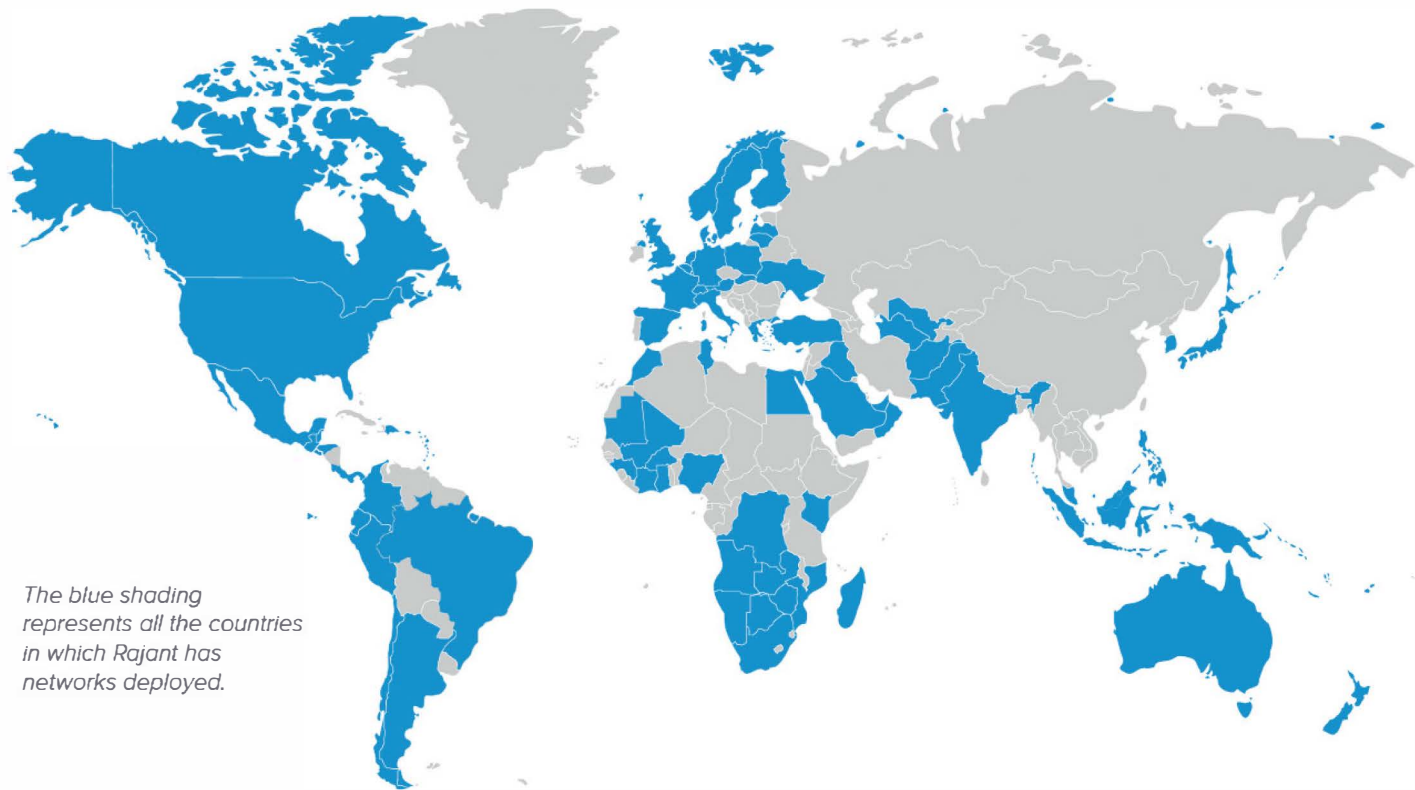 The blue shading
represents all the countries
in which Rajant has
networks deployed.